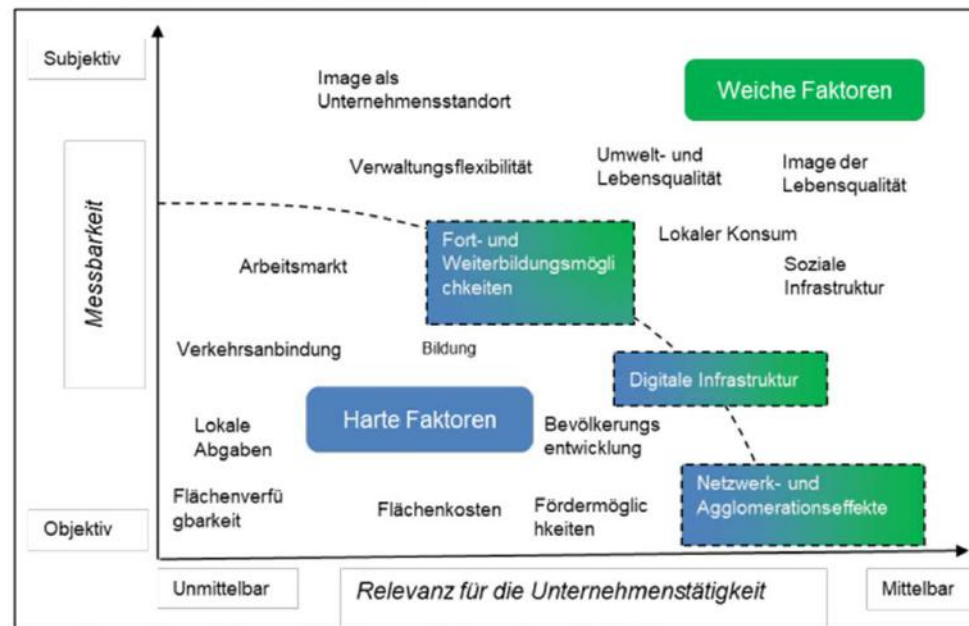 Subjektiv
Image als
Unternehmensstandort
Weiche Faktoren
Verwaltungsflexibilität
Umwelt- und
Lebensqualität
Image der
Lebensqualität
Messbarkeit
Fort- und
Weiterbildungsmögli
chkeiten
Lokaler Konsum
Arbeitsmarkt
Soziale
Infrastruktur
Verkehrsanbindung
Bildung
Digitale Infrastruktur
Lokale
Abgaben
Harte Faktoren
Bevölkerungs
entwicklung
Flächenverfü
gbarkeit
Flächenkosten
Fördermöglic
hkeiten
Netzwerk- und
Agglomerationseffekte
Objektiv
Unmittelbar
Relevanz für die Unternehmenstätigkeit
Mittelbar